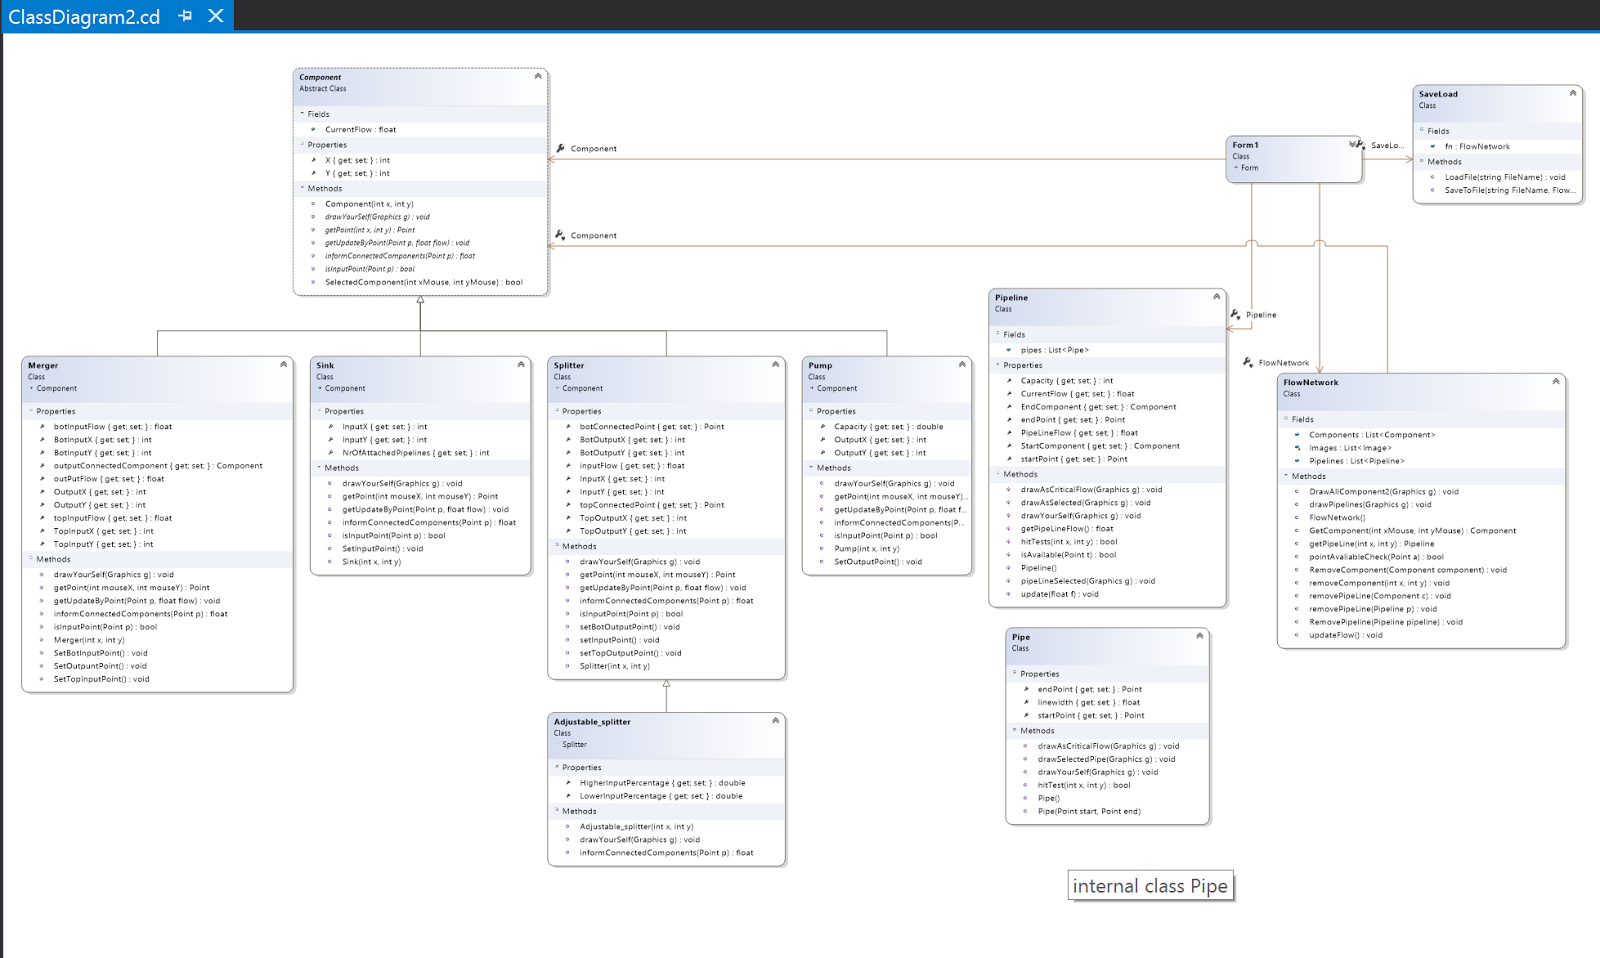 ClassDiagram2.cd
Component
Abstract Class
Fields
CurrentFlow : float
Properties
X { get; set; } : int
Y { get; set; } : int
Methods
Component(int x, int y)
drawYourSelf(Graphics g) : void
getPoint(int x, int y) : Point
getUpdateByPoint(Point p, float flow) : void
informConnectedComponents(Point p) : float
isInputPoint(Point p) : bool
SelectedComponent(int xMouse, int yMouse) : bool
Component
Component
Form1
Class
Form
SaveLo...
SaveLoad
Class
Fields
fn : FlowNetwork
Methods
LoadFile(string FileName) : void
SaveToFile(string FileName, Flow...
Merger
Class
Component
Properties
botInputFlow { get; set; } : float
BotInputX { get; set; } : int
BotInputY { get; set; } : int
outputConnectedComponent { get; set; } : Component
outPutFlow { get; set; } : float
OutputX { get; set; } : int
OutputY { get; set; } : int
topInputFlow { get; set; } : float
TopInputX { get; set; } : int
TopInputY { get; set; } : int
Methods
drawYourSelf(Graphics g) : void
getPoint(int mouseX, int mouseY) : Point
getUpdateByPoint(Point p, float flow) : void
informConnectedComponents(Point p) : float
isInputPoint(Point p) : bool
Merger(int x, int y)
SetBotInputPoint() : void
SetOutpuntPoint() : void
SetTopInputPoint() : void
Sink
Class
Component
Properties
InputX { get; set; } : int
InputY { get; set; } : int
NrOfAttachedPipelines { get; set; } : int
Methods
drawYourSelf(Graphics g) : void
getPoint(int mouseX, int mouseY) : Point
getUpdateByPoint(Point p, float flow) : void
informConnectedComponents(Point p) : float
isInputPoint(Point p) : bool
SetInputPoint() : void
Sink(int x, int y)
Splitter
Class
Component
Properties
botConnectedPoint { get; set; } : Point
BotOutputX { get; set; } : int
BotOutputY { get; set; } : int
inputFlow { get; set; } : float
InputX { get; set; } : int
InputY { get; set; } : int
topConnectedPoint { get; set; } : Point
TopOutputX { get; set; } : int
TopOutputY { get; set; } : int
Methods
drawYourSelf(Graphics g) : void
getPoint(int mouseX, int mouseY) : Point
getUpdateByPoint(Point p, float flow) : void
informConnectedComponents(Point p) : float
isInputPoint(Point p) : bool
setBotOutputPoint() : void
setInputPoint() : void
setTopOutputPoint() : void
Splitter(int x, int y)
Adjustable_splitter
Class
Splitter
Properties
HigherInputPercentage { get; set; } : double
LowerInputPercentage { get; set; } : double
Methods
Adjustable_splitter(int x, int y)
drawYourSelf(Graphics g) : void
informConnectedComponents(Point p) : float
Pump
Class
Component
Properties
Capacity { get; set; } : double
OutputX { get; set; } : int
OutputY { get; set; } : int
Methods
drawYourSelf(Graphics g) : void
getPoint(int mouseX, int mouseY)...
getUpdateByPoint(Point p, float f...
informConnectedComponents(P...
isInputPoint(Point p) : bool
Pump(int x, int y)
SetOutputPoint() : void
Pipeline
Class
Fields
pipes : List<Pipe>
Properties
Capacity { get; set; } : int
CurrentFlow { get; set; } : float
EndComponent { get; set; } : Component
endPoint { get; set; } : Point
PipeLineFlow { get; set; } : float
StartComponent { get; set; } : Component
startPoint { get; set; } : Point
Methods
drawAsCriticalFlow(Graphics g) : void
drawAsSelected(Graphics g) : void
drawYourSelf(Graphics g) : void
getPipeLineFlow() : float
hitTests(int x, int y) : bool
isAvailable(Point t) : bool
Pipeline()
pipeLineSelected(Graphics g) : void
update(float f) : void
Pipeline
FlowNetwork
FlowNetwork
Class
Fields
Components : List<Component>
Images : List<Image>
Pipelines : List<Pipeline>
Methods
DrawAllComponent2(Graphics g) : void
drawPipelines(Graphics g) : void
FlowNetwork()
GetComponent(int xMouse, int yMouse) : Component
getPipeLine(int x, int y) : Pipeline
pointAvaliableCheck(Point a) : bool
RemoveComponent(Component component) : void
removeComponent(int x, int y) : void
removePipeLine(Component c) : void
removePipeLine(Pipeline p) : void
RemovePipeline(Pipeline pipeline) : void
updateFlow() : void
Pipe
Class
Properties
endPoint { get; set; } : Point
linewidth { get; set; } : float
startPoint { get; set; } : Point
Methods
drawAsCriticalFlow(Graphics g) : void
drawSelectedPipe(Graphics g) : void
drawYourSelf(Graphics g) : void
hitTest(int x, int y) : bool
Pipe()
Pipe(Point start, Point end)
internal class Pipe